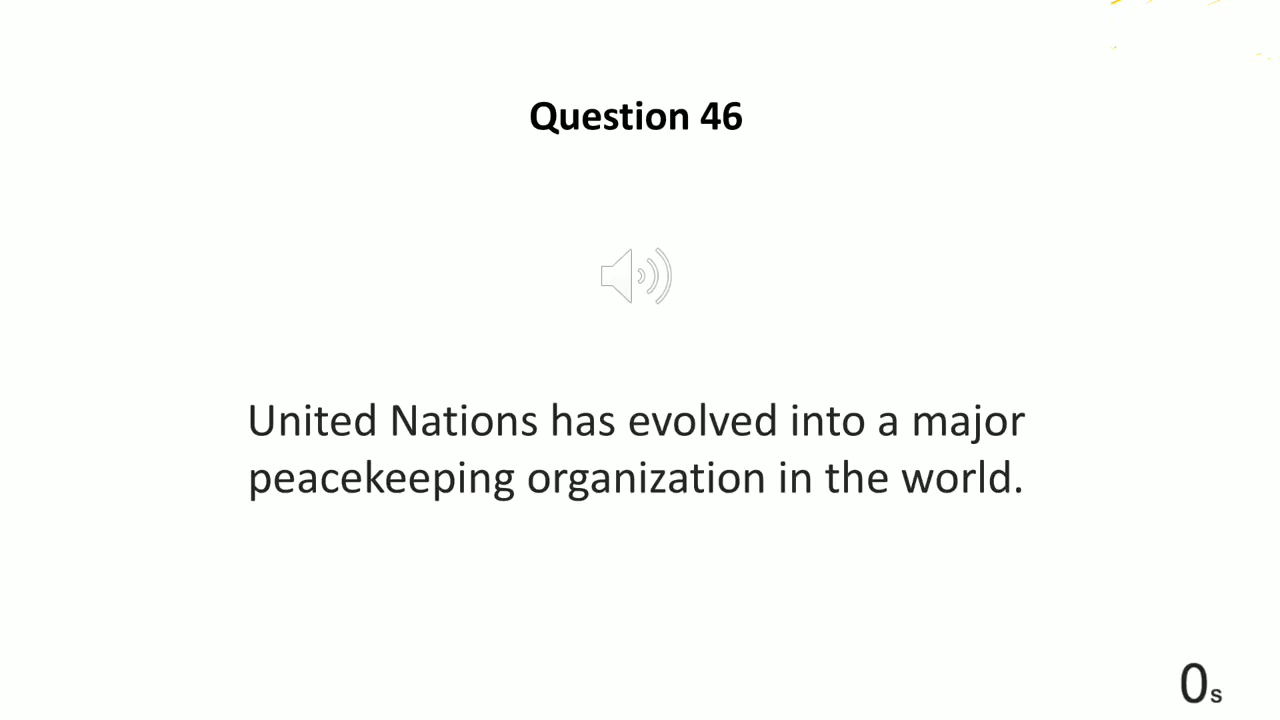 Question 46
United Nations has evolved into a major
peacekeeping organization in the world.
0s